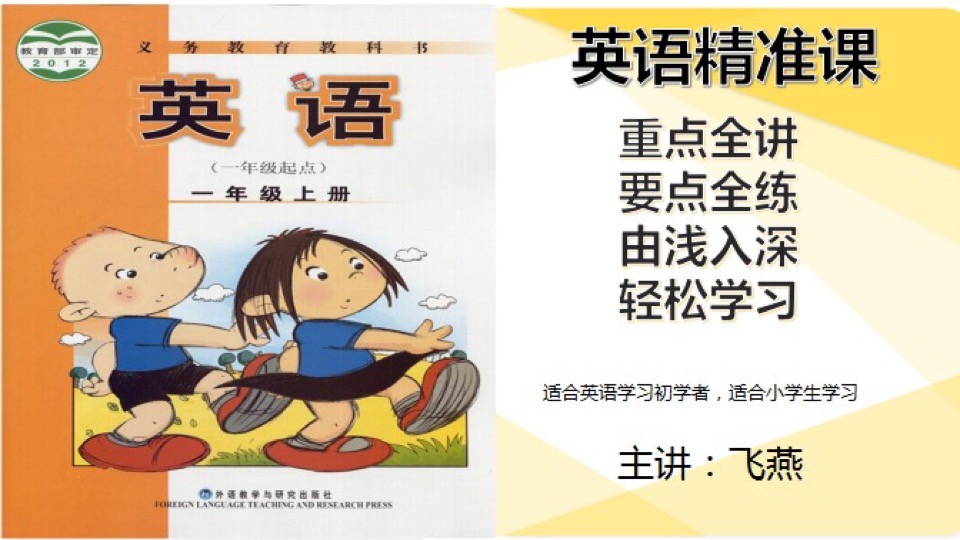 教育部审定
2012
义务教育教科书
英语
（一年级起点）
一年级上册
外语教学与研究出版社
FOREIGN LANGUAGE TEACHING AND RESEARCH PRESS
英语精准课
重点全讲
要点全练
由浅入深
轻松学习
适合英语学习初学者，适合小学生学习
主讲：飞燕